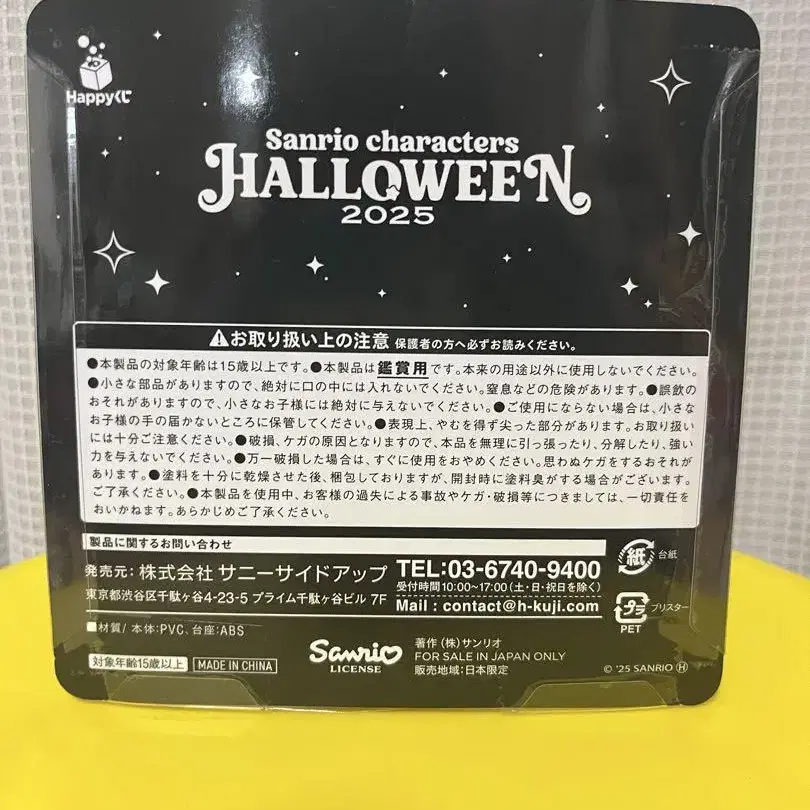 Happyくじ
Sanrio characters
HALLOWEEN
2025
⚠お取り扱い上の注意 保護者の方へ必ずお読みください。
●本製品の対象年齢は15歳以上です。●本製品は鑑賞用です。本来の用途以外に使用しないでください。
●小さな部品がありますので、絶対に口の中には入れないでください。窒息などの危険があります。●誤飲の
おそれがありますので、小さなお子様には絶対に与えないでください。●ご使用にならない場合は、小さな
お子様の手の届かないところに保管してください。●表現上、やむを得ず尖った部分があります。お取り扱い
には十分ご注意ください。●破損、ケガの原因となりますので、本品を無理に引っ張ったり、分解したり、強い
力を与えないでください。●万一破損した場合は、すぐに使用をおやめください。思わぬケガをするおそれが
あります。●塗料を十分に乾燥させた後、梱包しておりますが、開封時に塗料臭がする場合がございます。
ご了承ください。●本製品を使用中、お客様の過失による事故やケガ・破損等につきましては、一切責任を
おいかねます。あらかじめご了承ください。
製品に関するお問い合わせ
発売元：株式会社 サニーサイドアップ
東京都渋谷区千駄ヶ谷4-23-5 プライム千駄ヶ谷ビル 7F
TEL:03-6740-9400
受付時間10:00~17:00(土・日・祝日を除く)
Mail : contact@h-kuji.com
紙 台紙
プラ ブリスター
PET
■材質/ 本体:PVC、台座:ABS
対象年齢15歳以上 MADE IN CHINA
Sanrio
LICENSE
著作 (株)サンリオ
FOR SALE IN JAPAN ONLY
販売地域:日本限定
© '25 SANRIO Ⓗ